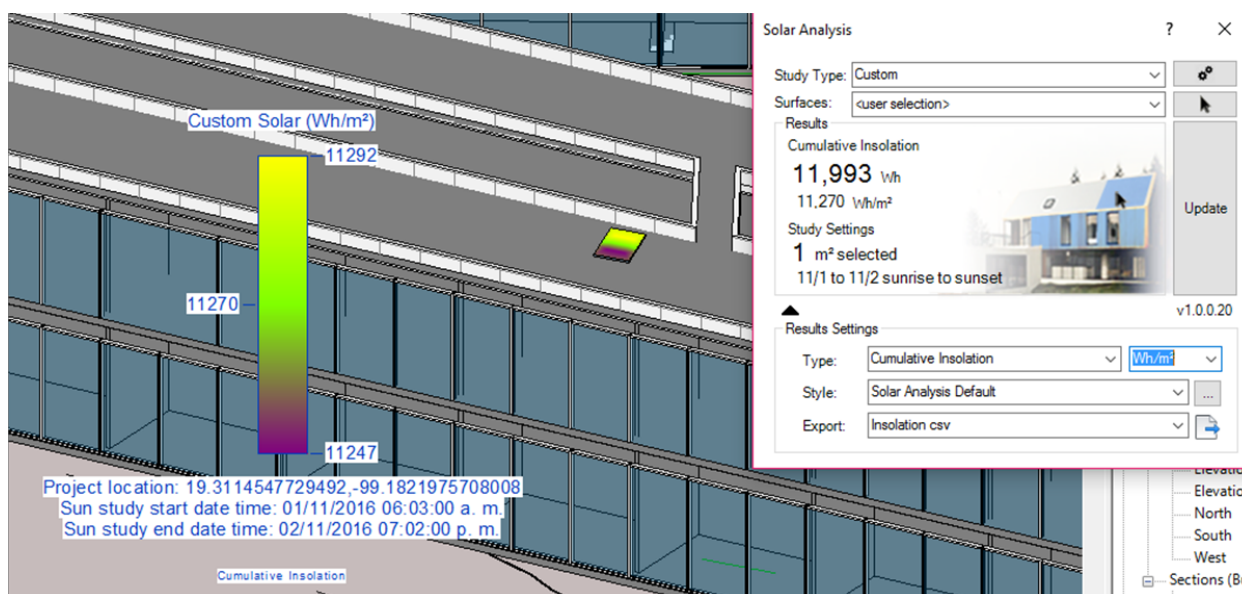 Custom Solar (Wh/m²)
11292
11270
11247
Project location: 19.3114547729492,-99.1821975708008
Sun study start date time: 01/11/2016 06:03:00 a. m.
Sun study end date time: 02/11/2016 07:02:00 p. m.
Cumulative Insolation
Solar Analysis
?
Study Type: Custom
Surfaces: <user selection>
Results
Cumulative Insolation
11,993 Wh
11,270 Wh/m²
Study Settings
1 m² selected
11/1 to 11/2 sunrise to sunset
Update
v1.0.0.20
Results Settings
Type: Cumulative Insolation Wh/m²
Style: Solar Analysis Default ...
Export: Insolation csv
Elevatio
North
South
West
Sections (B